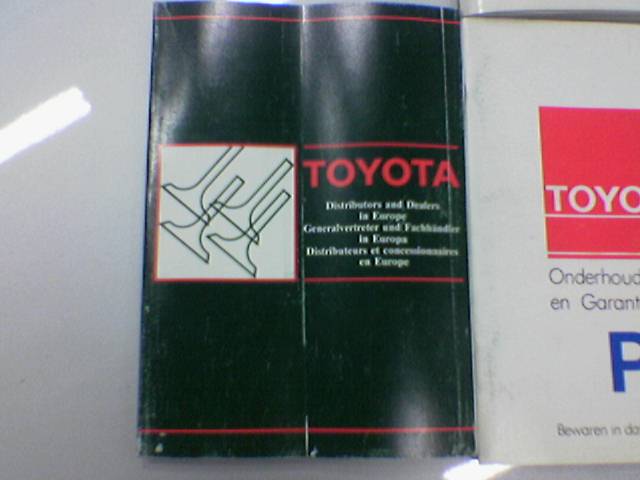 TOYOTA
Distributors and Dealers
in Europe
Generalvertreter und Fachhändler
in Europa
Distributeurs et concessionnaires
en Europe
TOYO
Onderhoud
en Garant
P
Bewaren in da